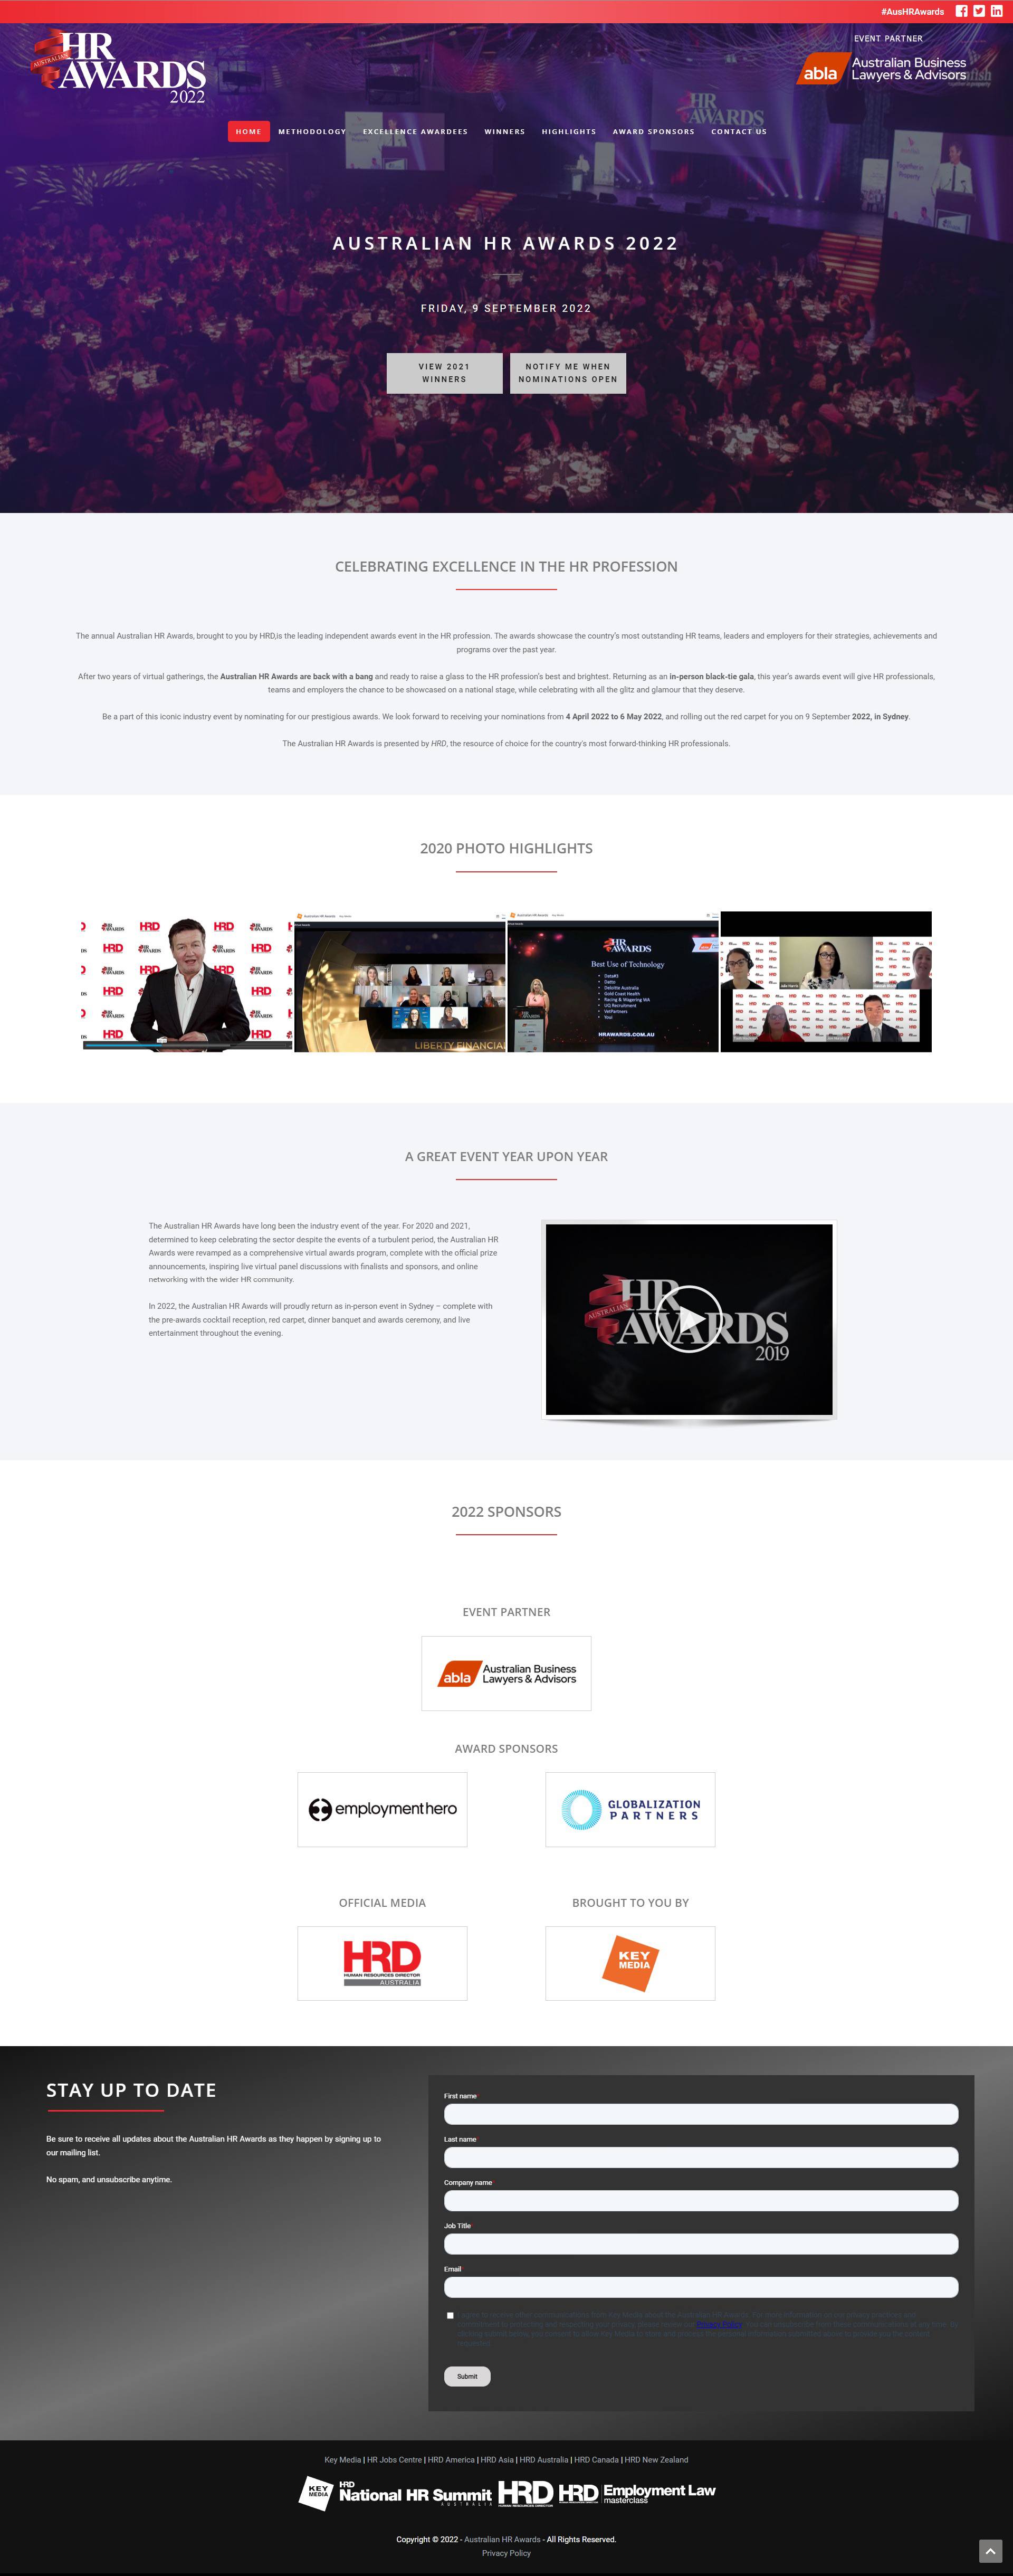 #AusHRAwards
AUSTRALIAN
HR
AWARDS
2022
EVENT PARTNER
abla Australian Business
Lawyers & Advisors
HOME METHODOLOGY EXCELLENCE AWARDEES WINNERS HIGHLIGHTS AWARD SPONSORS CONTACT US
AUSTRALIAN HR AWARDS 2022
FRIDAY, 9 SEPTEMBER 2022
VIEW 2021
WINNERS
NOTIFY ME WHEN
NOMINATIONS OPEN
CELEBRATING EXCELLENCE IN THE HR PROFESSION
The annual Australian HR Awards, brought to you by HRD,is the leading independent awards event in the HR profession. The awards showcase the country's most outstanding HR teams, leaders and employers for their strategies, achievements and
programs over the past year.
After two years of virtual gatherings, the Australian HR Awards are back with a bang and ready to raise a glass to the HR profession's best and brightest. Returning as an in-person black-tie gala, this year's awards event will give HR professionals,
teams and employers the chance to be showcased on a national stage, while celebrating with all the glitz and glamour that they deserve.
Be a part of this iconic industry event by nominating for our prestigious awards. We look forward to receiving your nominations from 4 April 2022 to 6 May 2022, and rolling out the red carpet for you on 9 September 2022, in Sydney.
The Australian HR Awards is presented by HRD, the resource of choice for the country's most forward-thinking HR professionals.
2020 PHOTO HIGHLIGHTS
LIBERTY FINANCIAL
HR
AWARDS
Best Use of Technology
Data#3
Datto
Deloitte Australia
Gold Coast Health
Racing & Wagering WA
UQ Recruitment
VetPartners
Youi
HRAWARDS.COM.AU
A GREAT EVENT YEAR UPON YEAR
The Australian HR Awards have long been the industry event of the year. For 2020 and 2021,
determined to keep celebrating the sector despite the events of a turbulent period, the Australian HR
Awards were revamped as a comprehensive virtual awards program, complete with the official prize
announcements, inspiring live virtual panel discussions with finalists and sponsors, and online
networking with the wider HR community.
In 2022, the Australian HR Awards will proudly return as in-person event in Sydney – complete with
the pre-awards cocktail reception, red carpet, dinner banquet and awards ceremony, and live
entertainment throughout the evening.
AUSTRALIAN
HR
AWARDS
2019
2022 SPONSORS
EVENT PARTNER
abla Australian Business
Lawyers & Advisors
AWARD SPONSORS
employmenthero
GLOBALIZATION
PARTNERS
OFFICIAL MEDIA
BROUGHT TO YOU BY
HRD
HUMAN RESOURCES DIRECTOR
AUSTRALIA
KEY
MEDIA
STAY UP TO DATE
Be sure to receive all updates about the Australian HR Awards as they happen by signing up to
our mailing list.
No spam, and unsubscribe anytime.
First name
Last name
Company name
Job Title
Email
Privacy Policy
Submit
Key Media | HR Jobs Centre | HRD America | HRD Asia | HRD Australia | HRD Canada | HRD New Zealand
KEY
MEDIA
HRD
National HR Summit
AUSTRALIA
HRD
HUMAN RESOURCES DIRECTOR
HRD
Employment Law
masterclass
Copyright © 2022 - Australian HR Awards - All Rights Reserved.
Privacy Policy